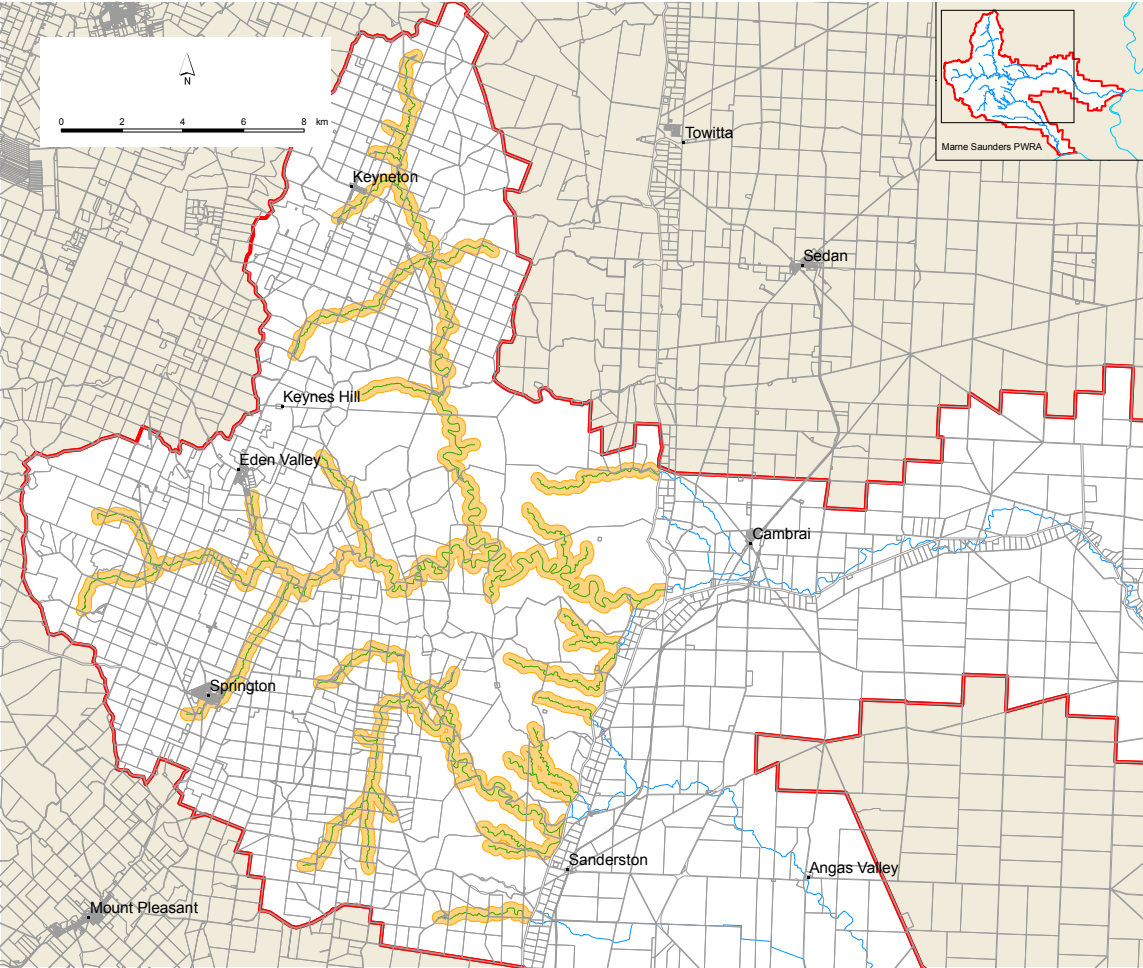 N
0 2 4 6 8 km
Marne Saunders PWRA
Towitta
Keyneton
Sedan
Keynes Hill
Eden Valley
Cambrai
Springton
Sanderston
Angas Valley
Mount Pleasant